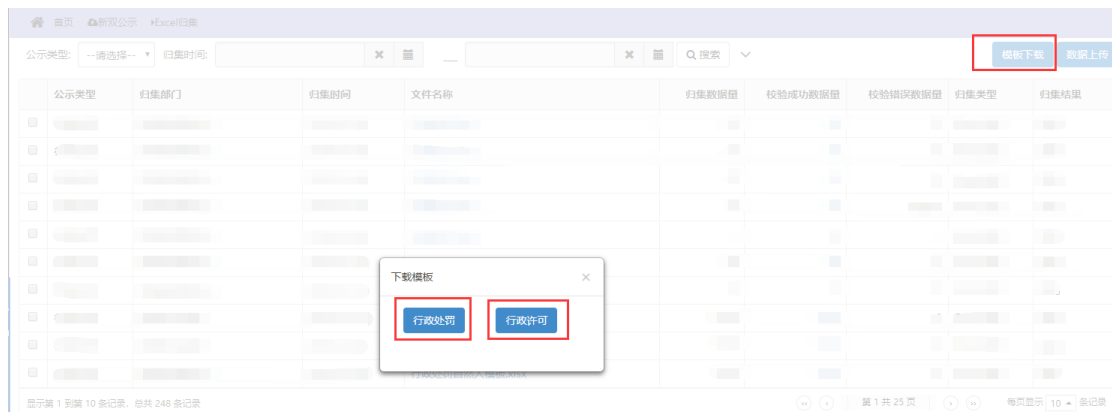 首页 新双公示 Excel归集
公示类型: --请选择-- 归集时间: __ 搜索 模板下载 数据上传
公示类型 归集部门 归集时间 文件名称 归集数据量 校验成功数据量 校验错误数据量 归集类型 归集结果
下载模板 ×
行政处罚 行政许可
显示第 1 到第 10 条记录, 总共 248 条记录 第 1 共 25 页 每页显示 10 条记录